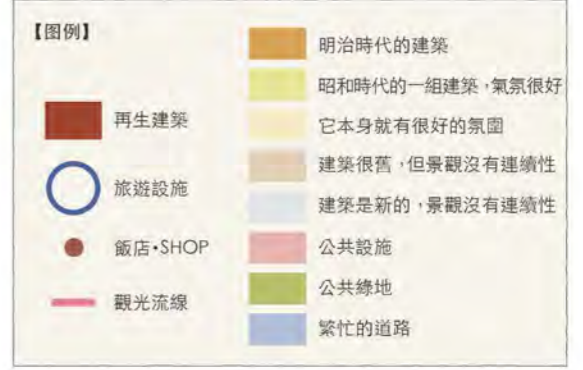 【图例】
再生建築
旅遊設施
飯店•SHOP
觀光流線
明治時代的建築
昭和時代的一組建築，氣氛很好
它本身就有很好的氛圍
建築很舊，但景觀沒有連續性
建築是新的，景觀沒有連續性
公共設施
公共綠地
繁忙的道路